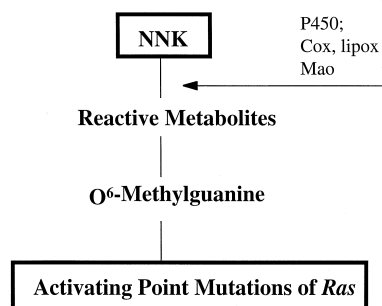 NNK
P450;
Cox, lipox
Mao
Reactive Metabolites
O⁶-Methylguanine
Activating Point Mutations of Ras